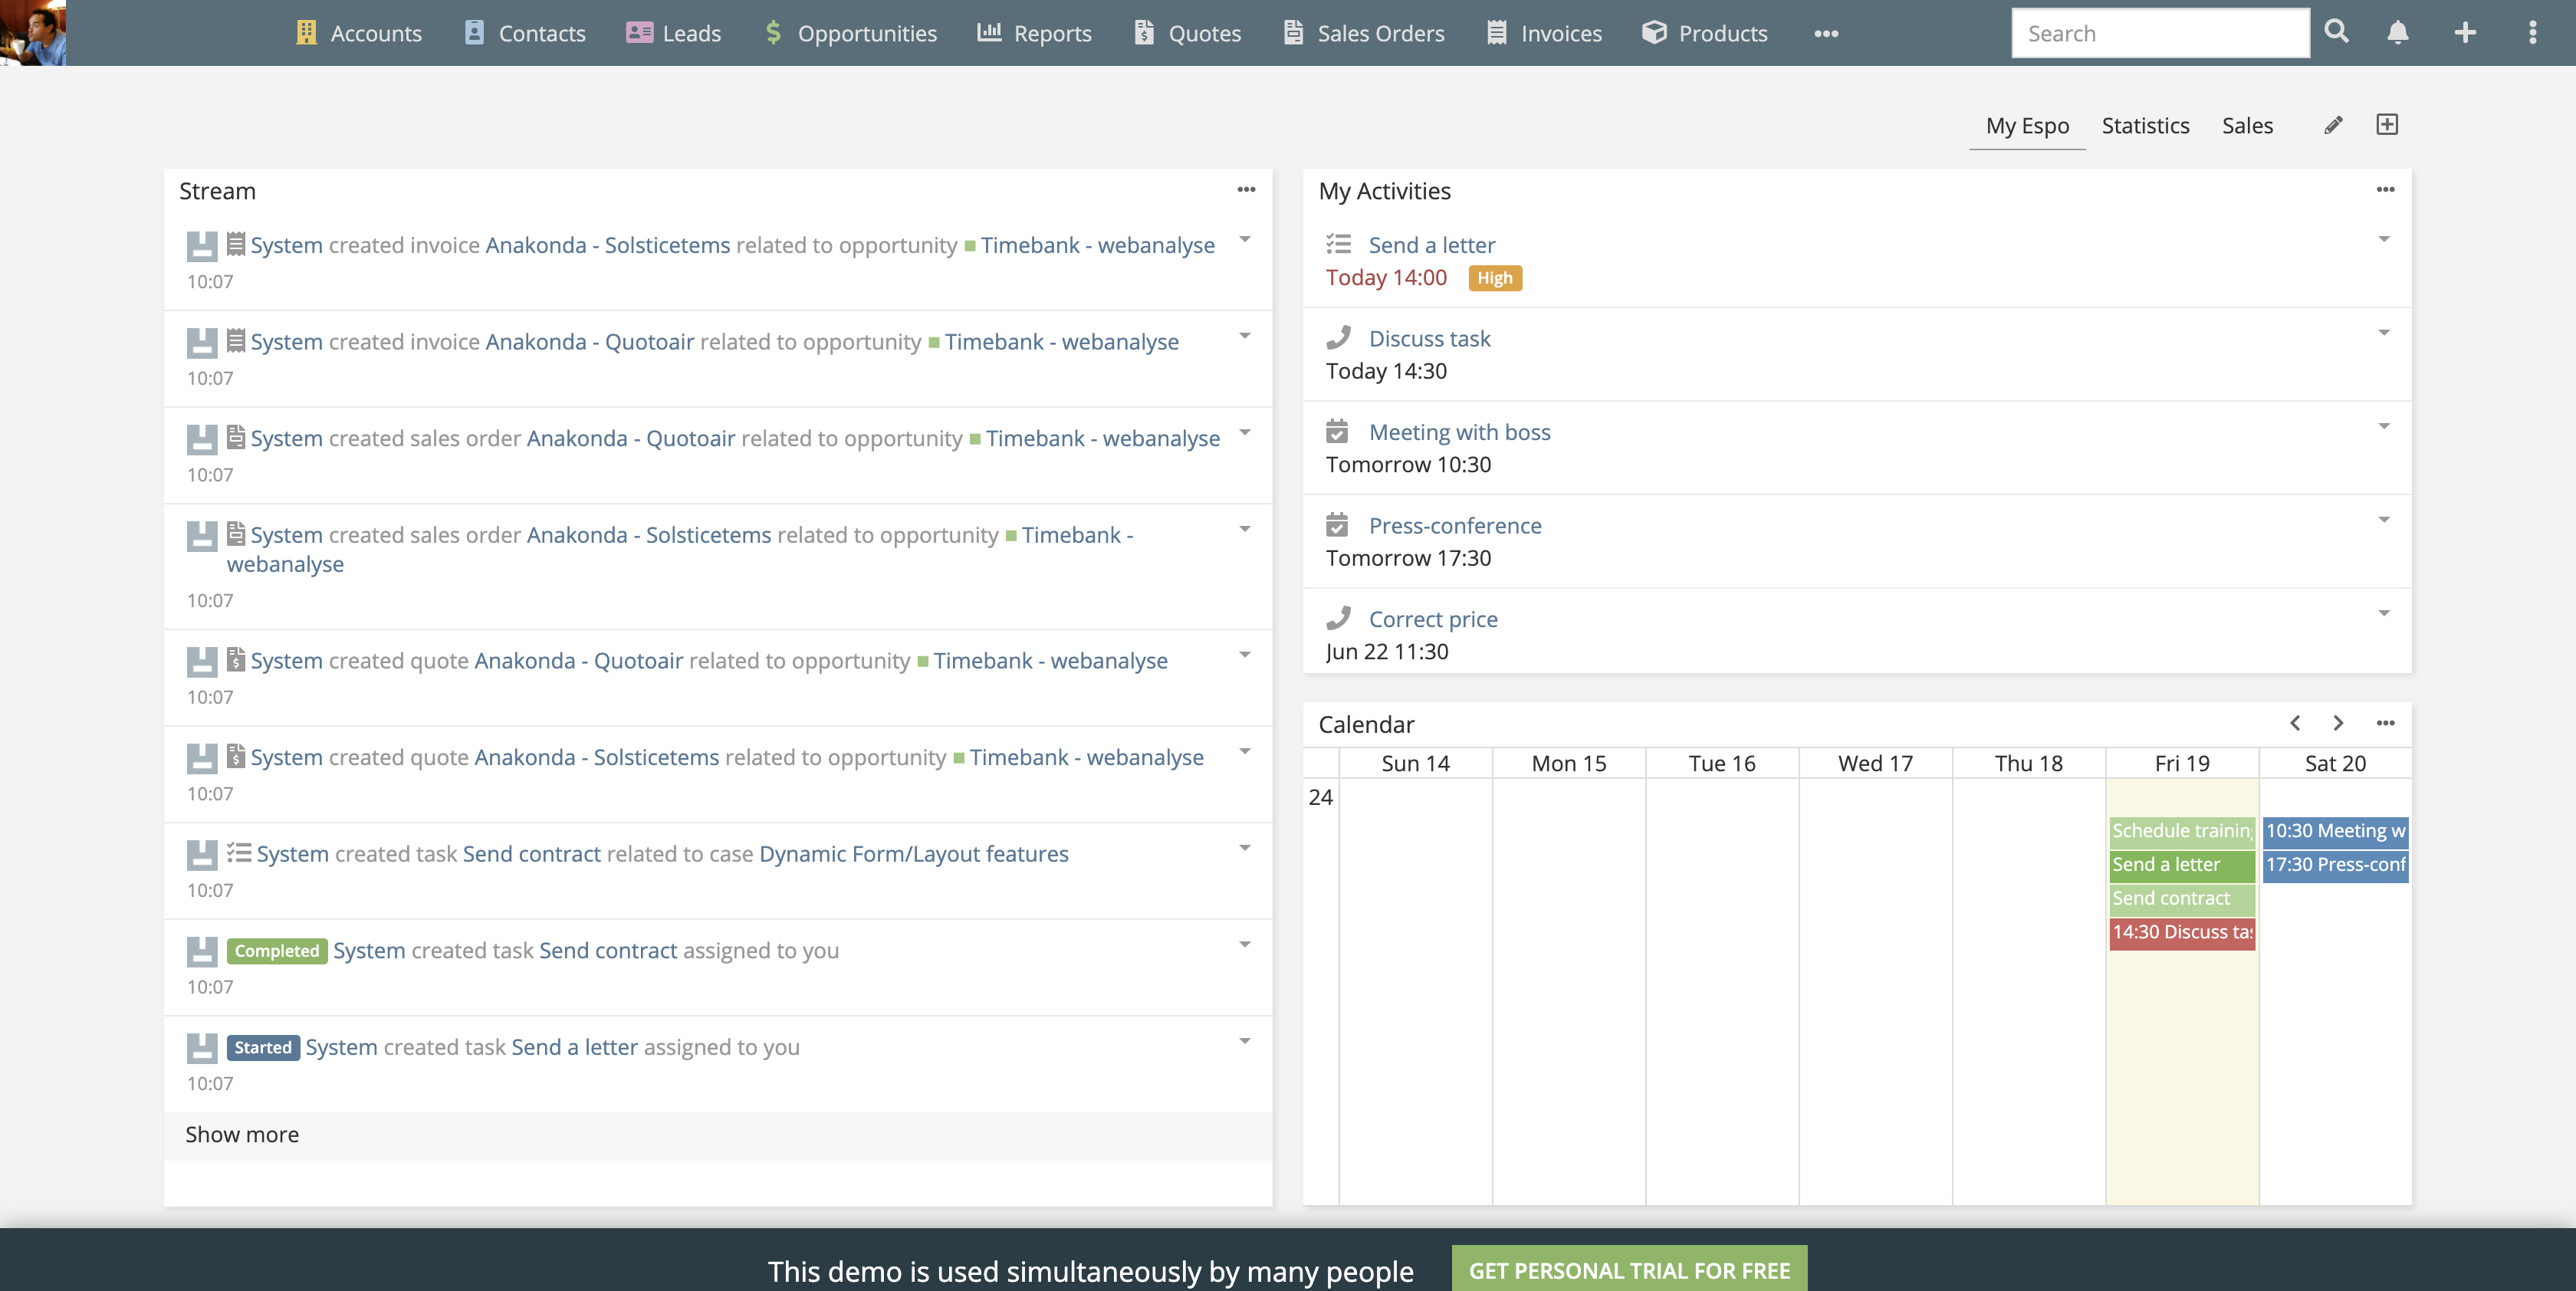 Accounts Contacts Leads Opportunities Reports Quotes Sales Orders Invoices Products Search
My Espo Statistics Sales
Stream
System created invoice Anakonda - Solsticetems related to opportunity Timebank - webanalyse
10:07
System created invoice Anakonda - Quotoair related to opportunity Timebank - webanalyse
10:07
System created sales order Anakonda - Quotoair related to opportunity Timebank - webanalyse
10:07
System created sales order Anakonda - Solsticetems related to opportunity Timebank -
webanalyse
10:07
System created quote Anakonda - Quotoair related to opportunity Timebank - webanalyse
10:07
System created quote Anakonda - Solsticetems related to opportunity Timebank - webanalyse
10:07
System created task Send contract related to case Dynamic Form/Layout features
10:07
Completed System created task Send contract assigned to you
10:07
Started System created task Send a letter assigned to you
10:07
Show more
My Activities
Send a letter
Today 14:00 High
Discuss task
Today 14:30
Meeting with boss
Tomorrow 10:30
Press-conference
Tomorrow 17:30
Correct price
Jun 22 11:30
Calendar
Sun 14 Mon 15 Tue 16 Wed 17 Thu 18 Fri 19 Sat 20
24
Schedule training 10:30 Meeting w
Send a letter 17:30 Press-conf
Send contract
14:30 Discuss tas
This demo is used simultaneously by many people GET PERSONAL TRIAL FOR FREE